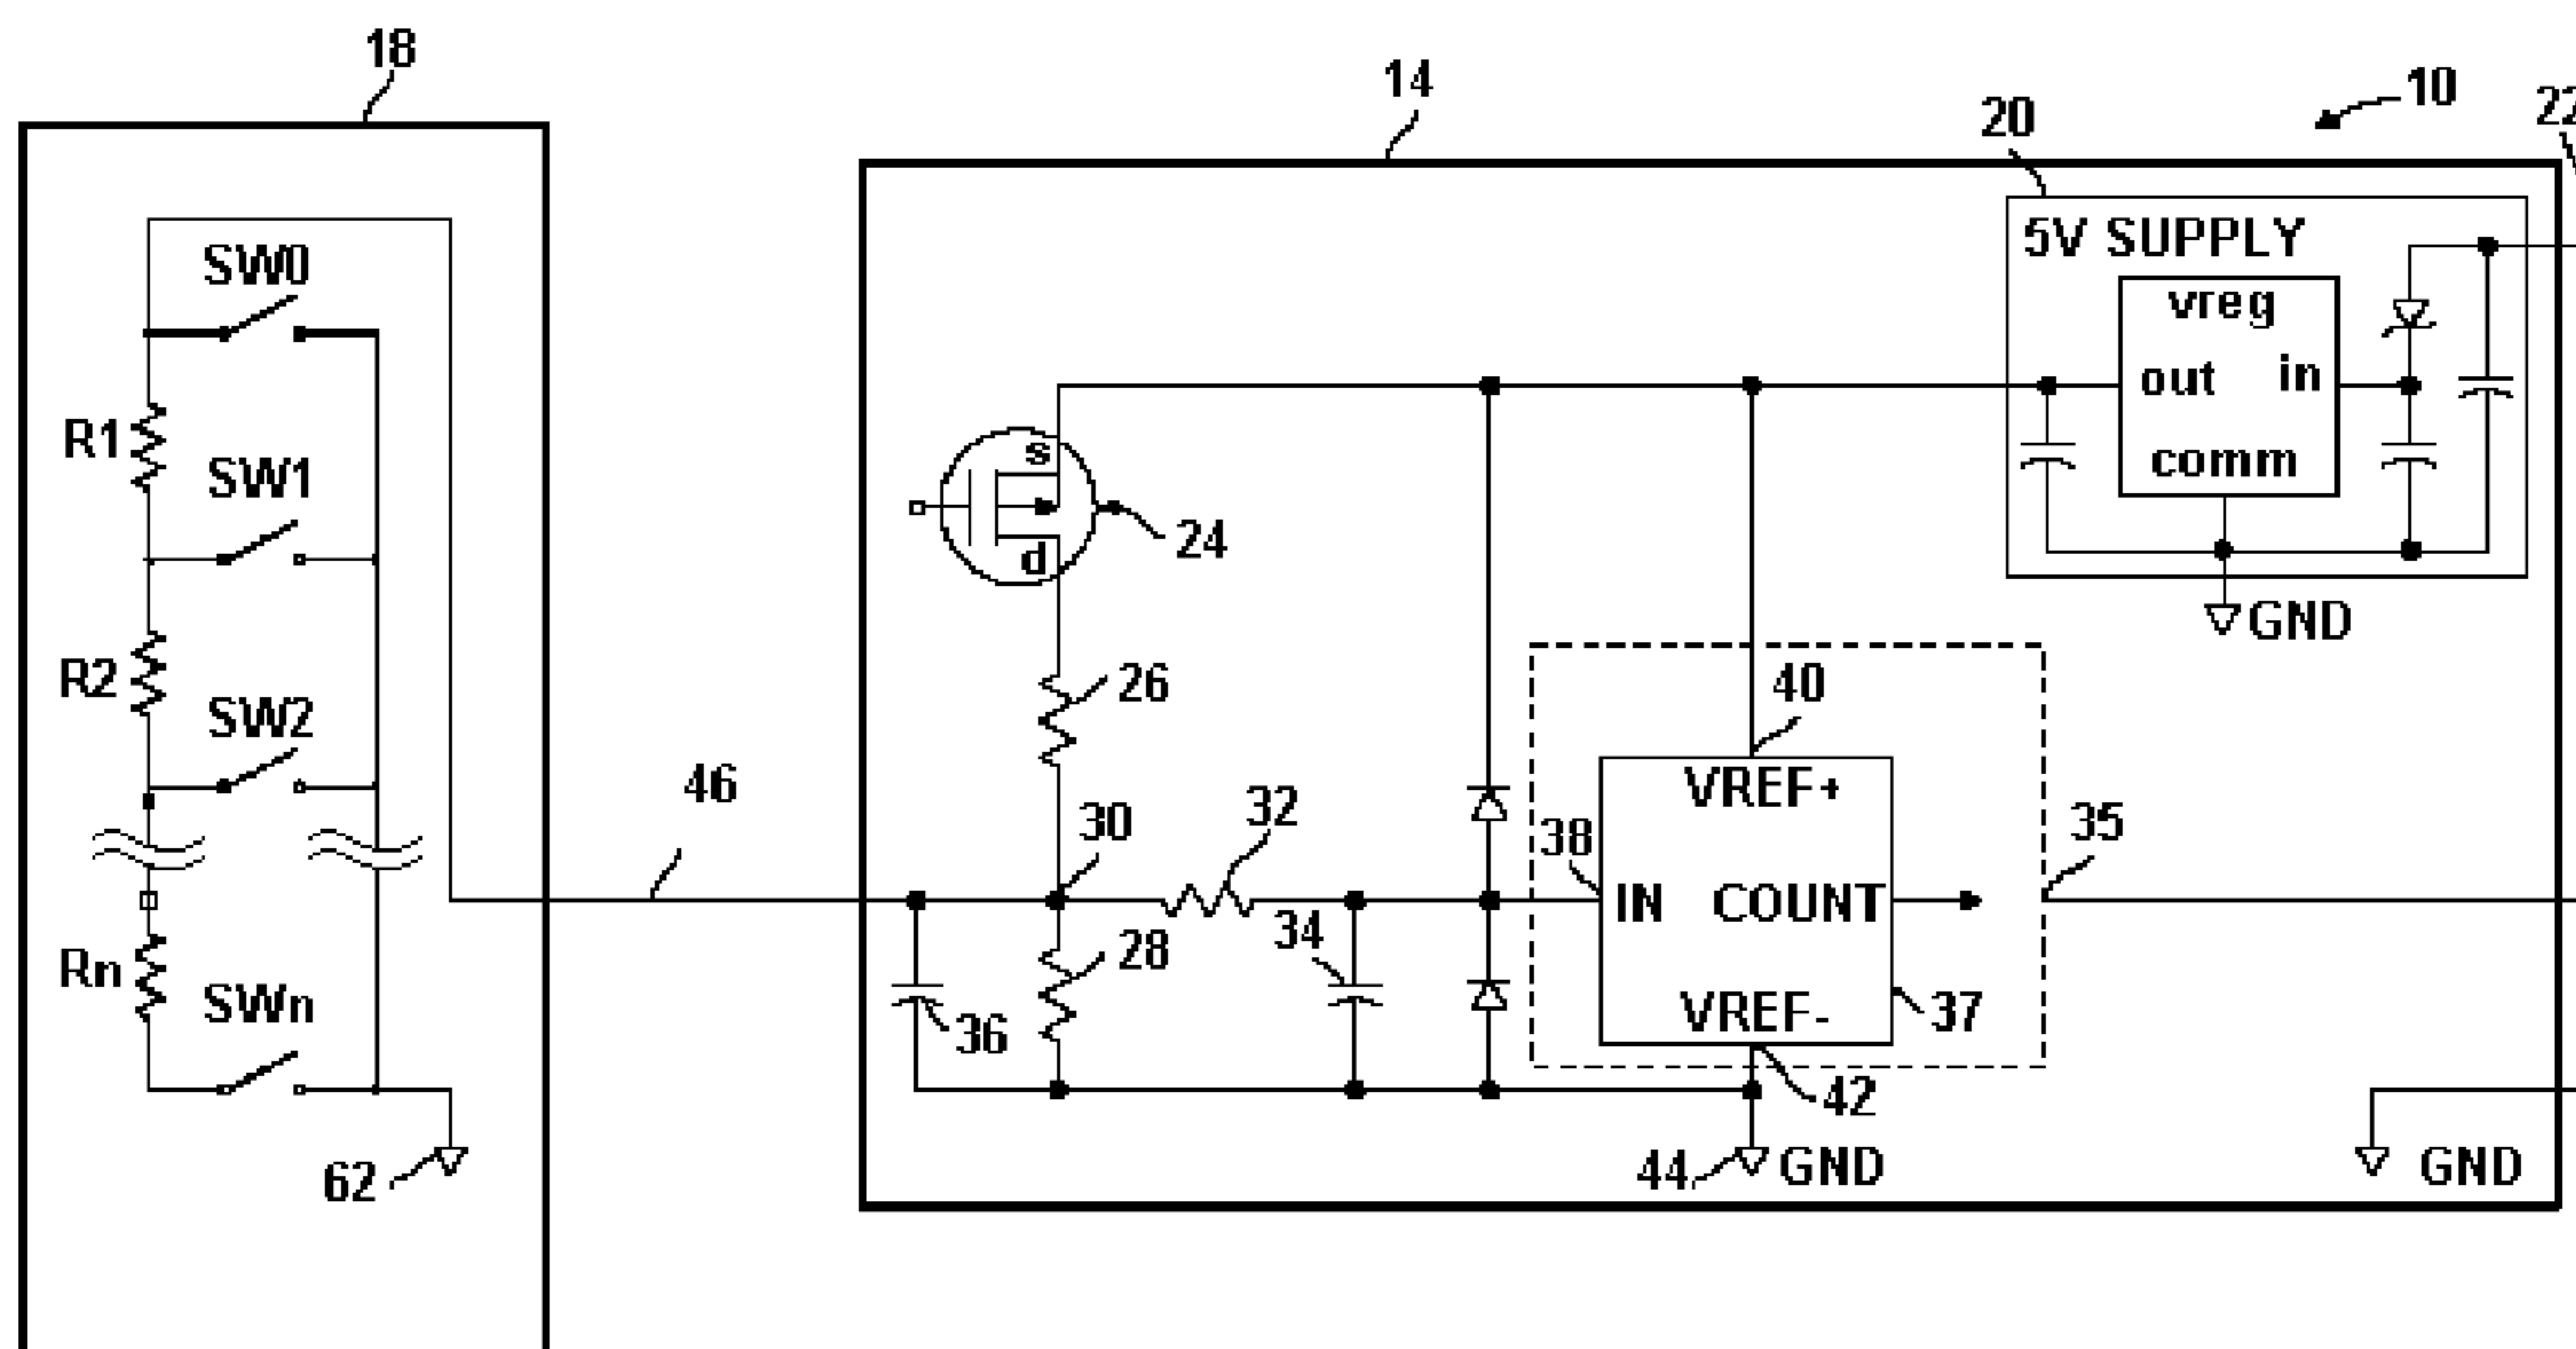 18
14
10
20
22
5V SUPPLY
SW0
vreg
out in
R1
s
comm
SW1
24
d
GND
R2
26
40
SW2
46
VREF+
30
32
38
35
IN COUNT
Rn
28
34
SWn
36
VREF-
37
42
62
44
GND
GND